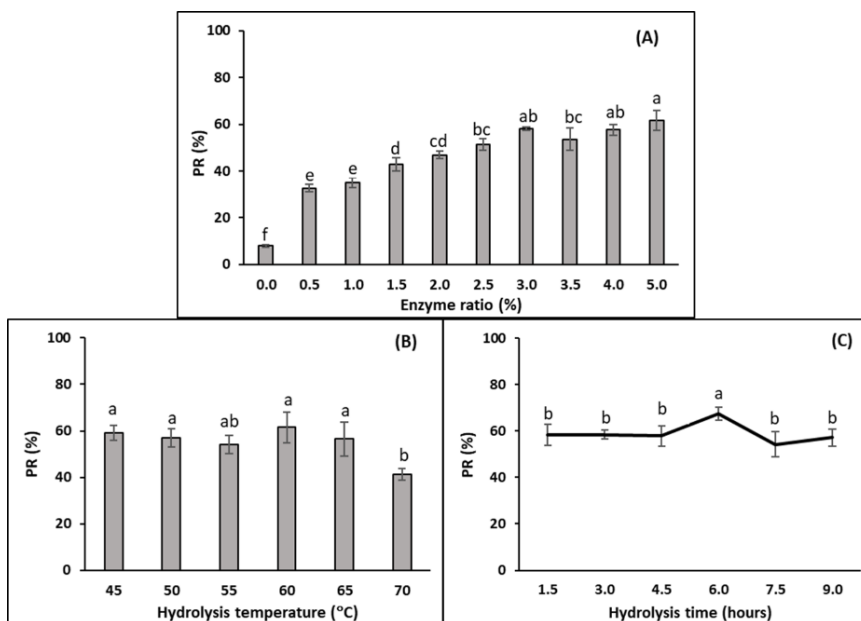 (A)
PR (%)
100
80
60
40
20
0
f e e d cd bc ab bc ab a
0.0 0.5 1.0 1.5 2.0 2.5 3.0 3.5 4.0 5.0
Enzyme ratio (%)
(B)
PR (%)
100
80
60
40
20
0
a a ab a a b
45 50 55 60 65 70
Hydrolysis temperature (°C)
(C)
PR (%)
100
80
60
40
20
0
b b b a b b
1.5 3.0 4.5 6.0 7.5 9.0
Hydrolysis time (hours)